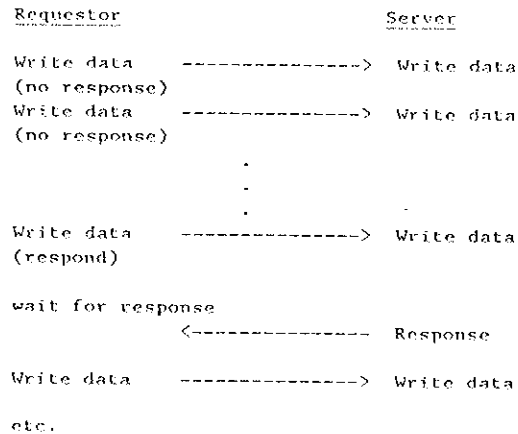 Requestor Server
Write data --------------> Write data
(no response)
Write data --------------> Write data
(no response)
.
.
.
Write data --------------> Write data
(respond)
wait for response
<-------------- Response
Write data --------------> Write data
etc.